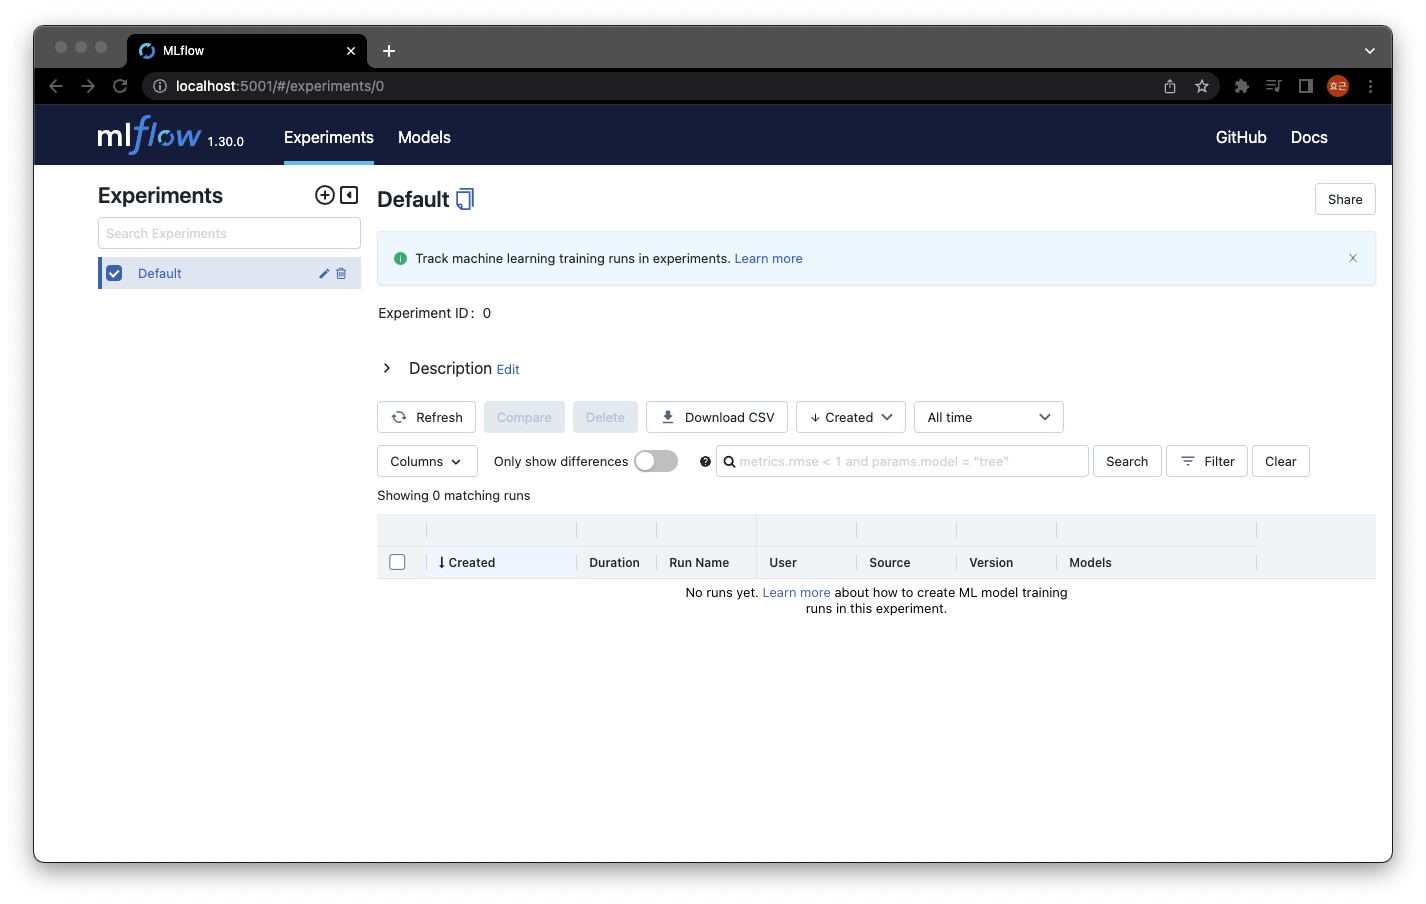 MLflow
localhost:5001/#/experiments/0
효근
mlflow 1.30.0
Experiments
Models
GitHub
Docs
Experiments
Search Experiments
Default
Default
Share
Track machine learning training runs in experiments. Learn more
Experiment ID: 0
Description Edit
Refresh
Compare
Delete
Download CSV
Created
All time
Columns
Only show differences
metrics.rmse < 1 and params.model = "tree"
Search
Filter
Clear
Showing 0 matching runs
Created
Duration
Run Name
User
Source
Version
Models
No runs yet. Learn more about how to create ML model training
runs in this experiment.